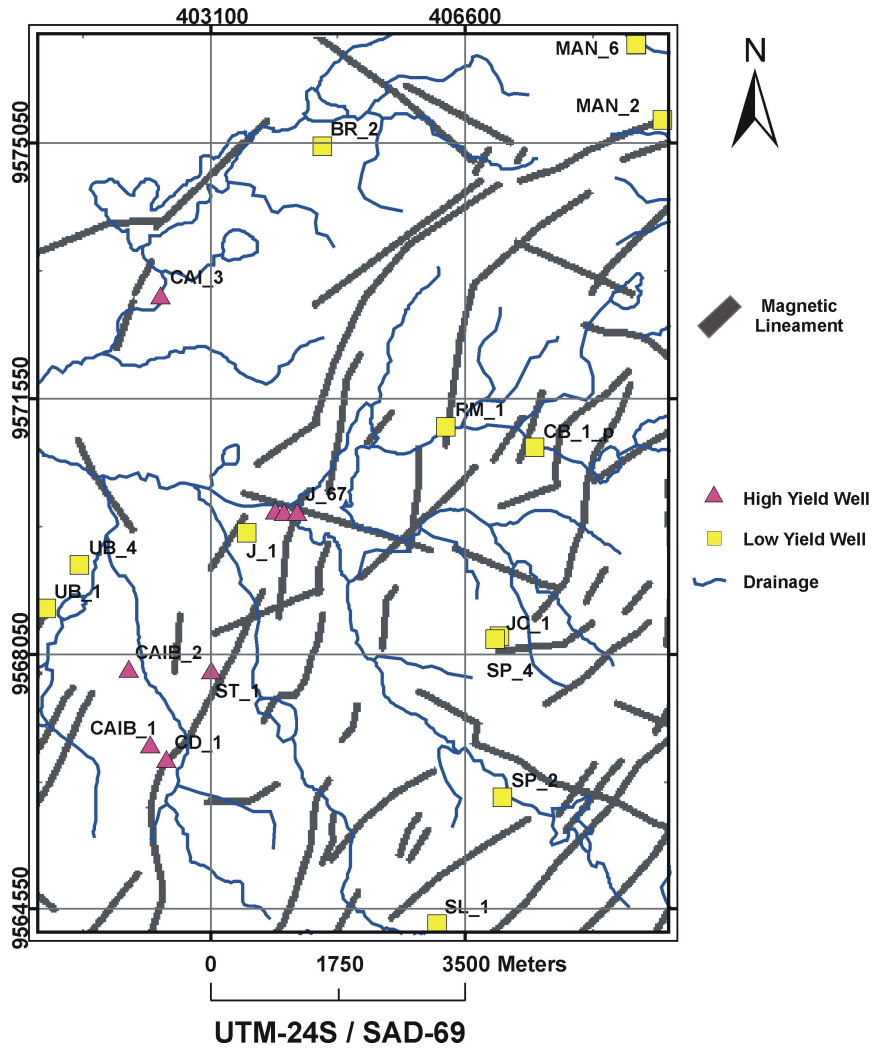 403100
406600
MAN_6
N
MAN_2
9575050
BR_2
CAI_3
Magnetic
Lineament
9571550
RM_1
CB_1_p
J_67
High Yield Well
J_1
Low Yield Well
UB_4
Drainage
UB_1
JC_1
9568050
CAIB_2
SP_4
ST_1
CAIB_1
CD_1
SP_2
SL_1
9564550
0
1750
3500 Meters
UTM-24S / SAD-69